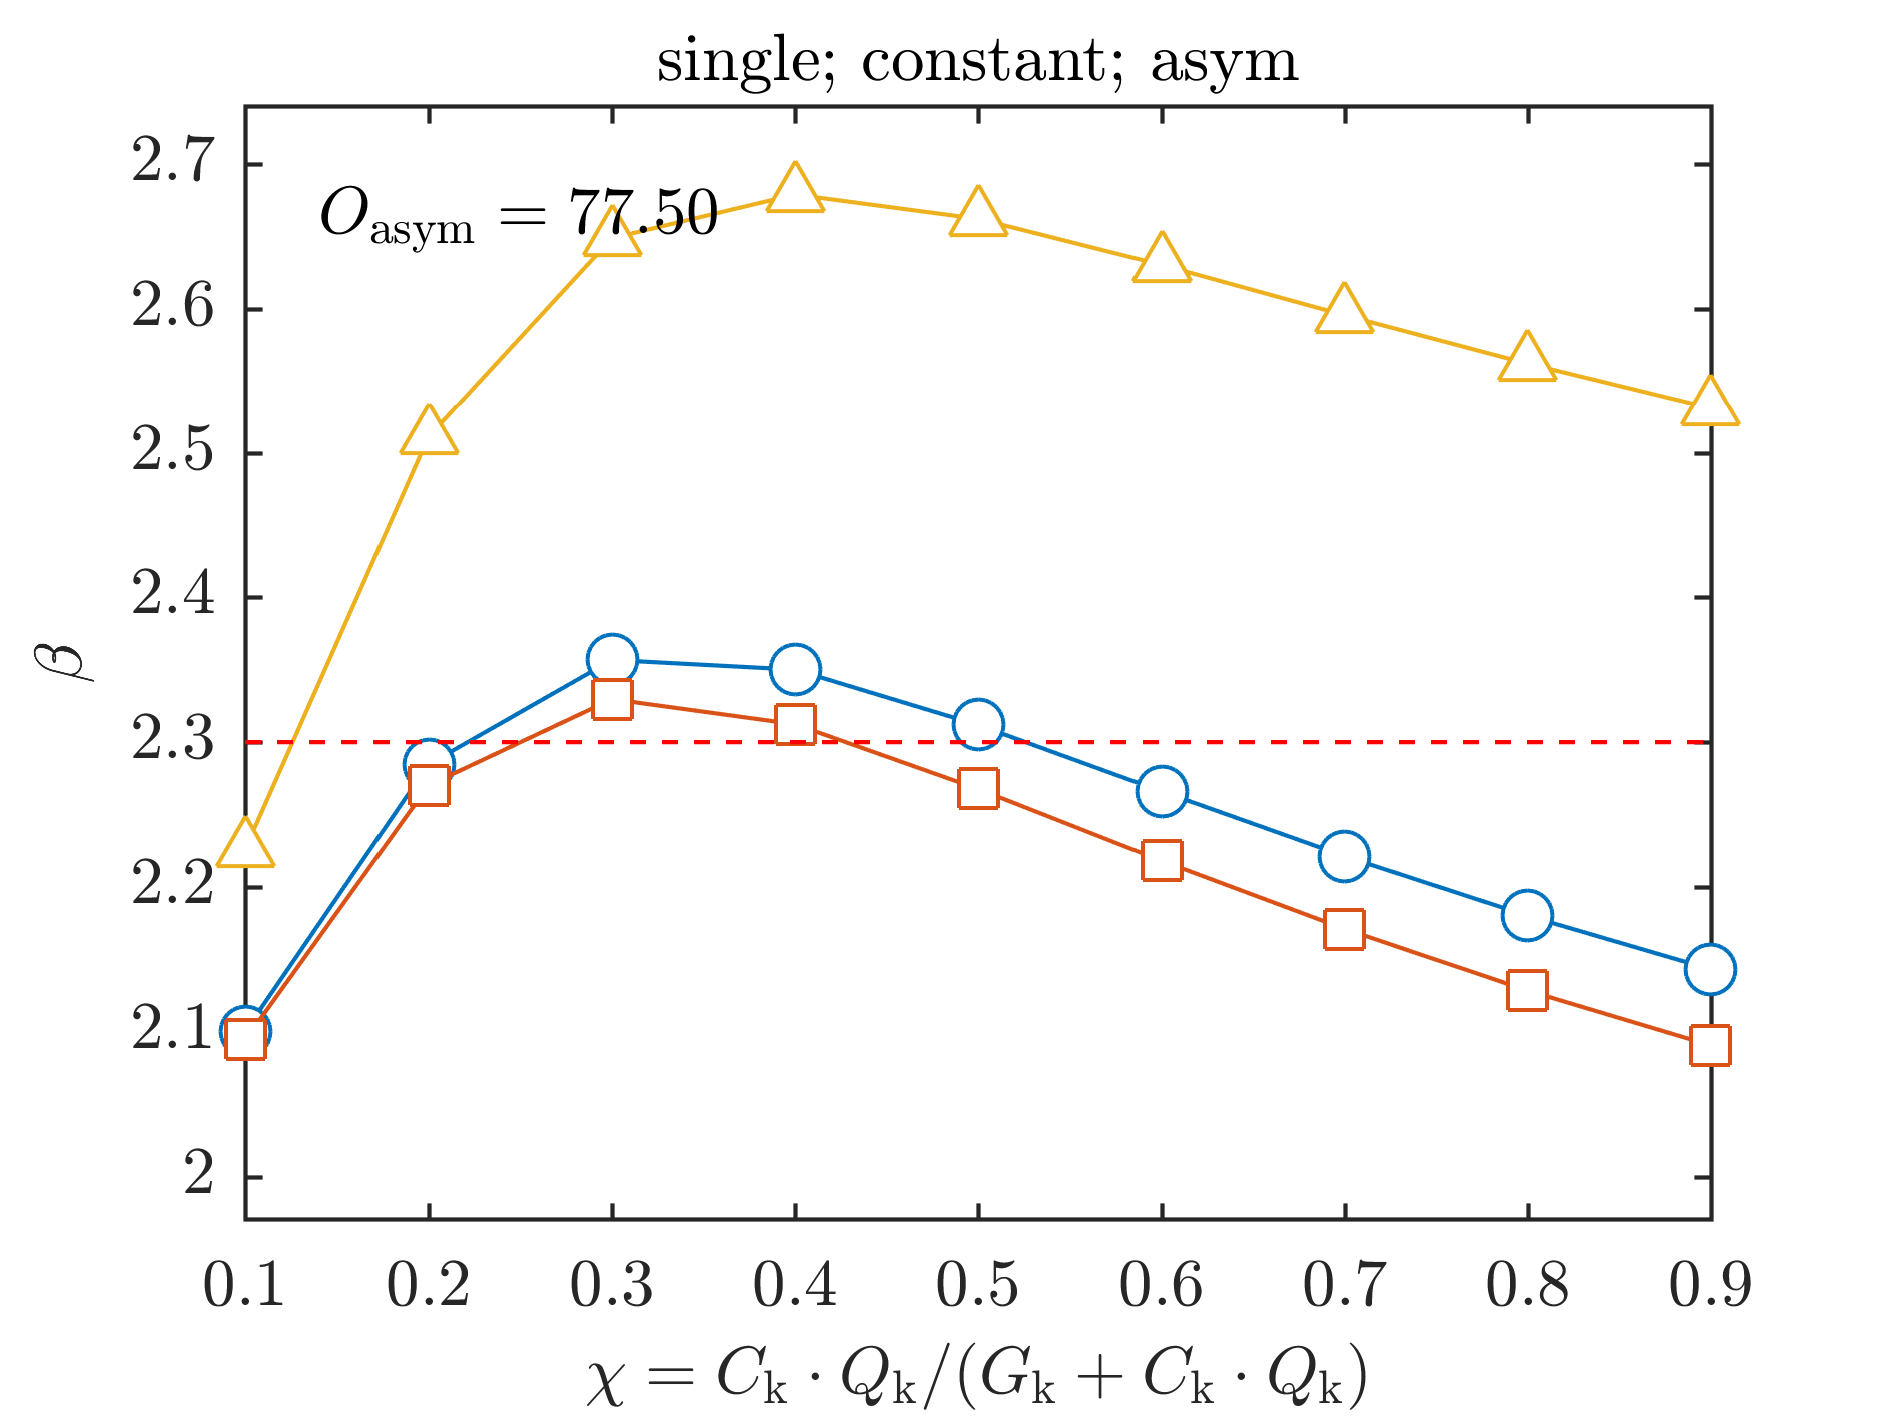 single; constant; asym
2.7
O_asym = 77.50
2.6
2.5
2.4
β
2.3
2.2
2.1
2
0.1 0.2 0.3 0.4 0.5 0.6 0.7 0.8 0.9
χ = C_k · Q_k/(G_k + C_k · Q_k)